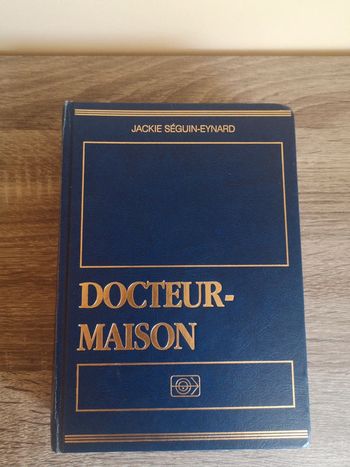 JACKIE SÉGUIN-EYNARD
DOCTEUR-
MAISON